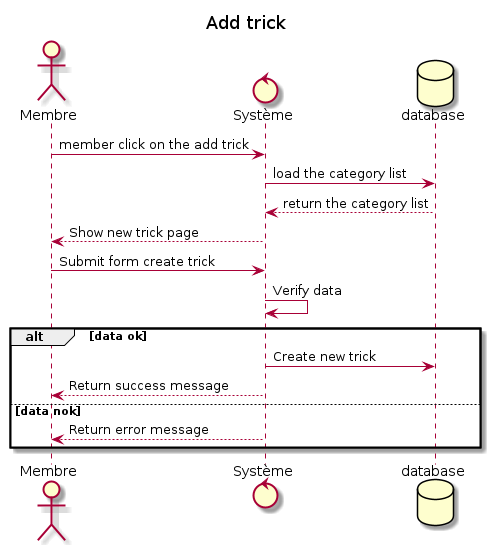 Add trick
Membre
Système
database
member click on the add trick
load the category list
return the category list
Show new trick page
Submit form create trick
Verify data
alt
[data ok]
Create new trick
Return success message
[data nok]
Return error message
Membre
Système
database